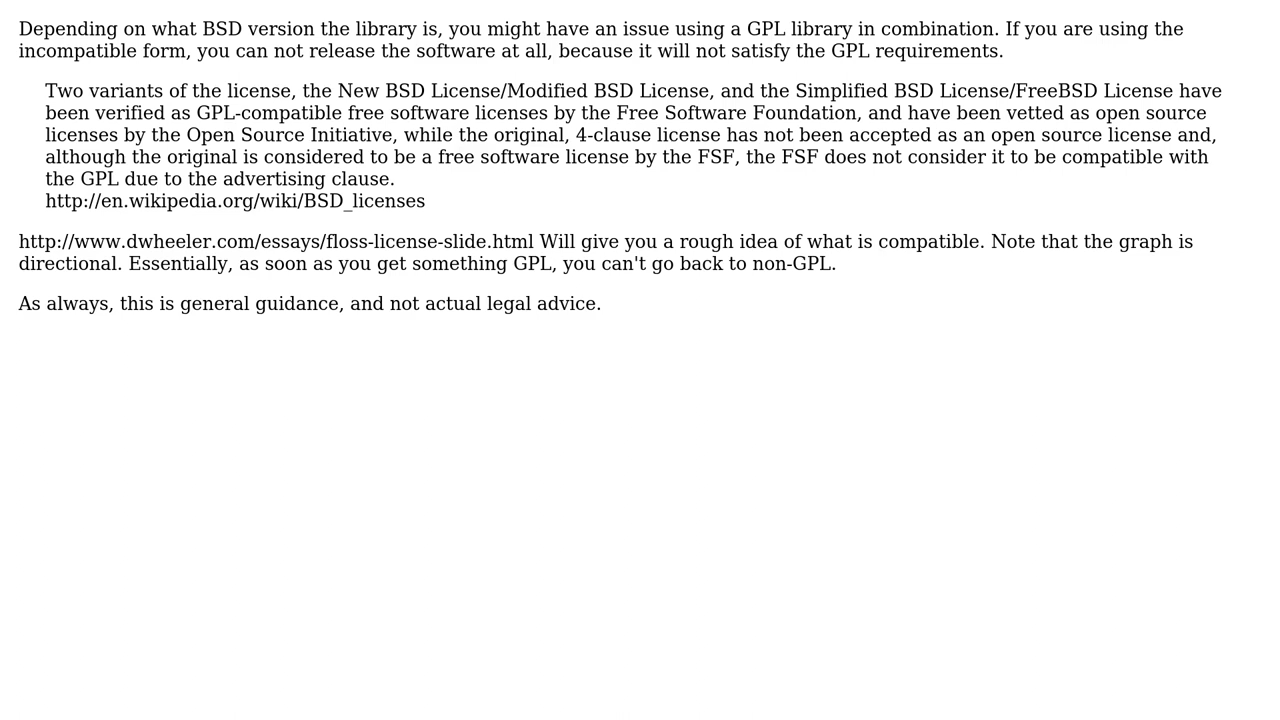 Depending on what BSD version the library is, you might have an issue using a GPL library in combination. If you are using the
incompatible form, you can not release the software at all, because it will not satisfy the GPL requirements.
Two variants of the license, the New BSD License/Modified BSD License, and the Simplified BSD License/FreeBSD License have
been verified as GPL-compatible free software licenses by the Free Software Foundation, and have been vetted as open source
licenses by the Open Source Initiative, while the original, 4-clause license has not been accepted as an open source license and,
although the original is considered to be a free software license by the FSF, the FSF does not consider it to be compatible with
the GPL due to the advertising clause.
http://en.wikipedia.org/wiki/BSD_licenses
http://www.dwheeler.com/essays/floss-license-slide.html Will give you a rough idea of what is compatible. Note that the graph is
directional. Essentially, as soon as you get something GPL, you can't go back to non-GPL.
As always, this is general guidance, and not actual legal advice.